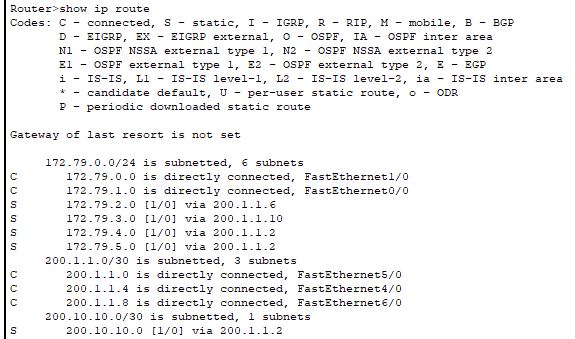 Router>show ip route
Codes: C - connected, S - static, I - IGRP, R - RIP, M - mobile, B - BGP
D - EIGRP, EX - EIGRP external, O - OSPF, IA - OSPF inter area
N1 - OSPF NSSA external type 1, N2 - OSPF NSSA external type 2
E1 - OSPF external type 1, E2 - OSPF external type 2, E - EGP
i - IS-IS, L1 - IS-IS level-1, L2 - IS-IS level-2, ia - IS-IS inter area
* - candidate default, U - per-user static route, o - ODR
P - periodic downloaded static route
Gateway of last resort is not set
172.79.0.0/24 is subnetted, 6 subnets
C 172.79.0.0 is directly connected, FastEthernet1/0
C 172.79.1.0 is directly connected, FastEthernet0/0
S 172.79.2.0 [1/0] via 200.1.1.6
S 172.79.3.0 [1/0] via 200.1.1.10
S 172.79.4.0 [1/0] via 200.1.1.2
S 172.79.5.0 [1/0] via 200.1.1.2
200.1.1.0/30 is subnetted, 3 subnets
C 200.1.1.0 is directly connected, FastEthernet5/0
C 200.1.1.4 is directly connected, FastEthernet4/0
C 200.1.1.8 is directly connected, FastEthernet6/0
200.10.10.0/30 is subnetted, 1 subnets
S 200.10.10.0 [1/0] via 200.1.1.2